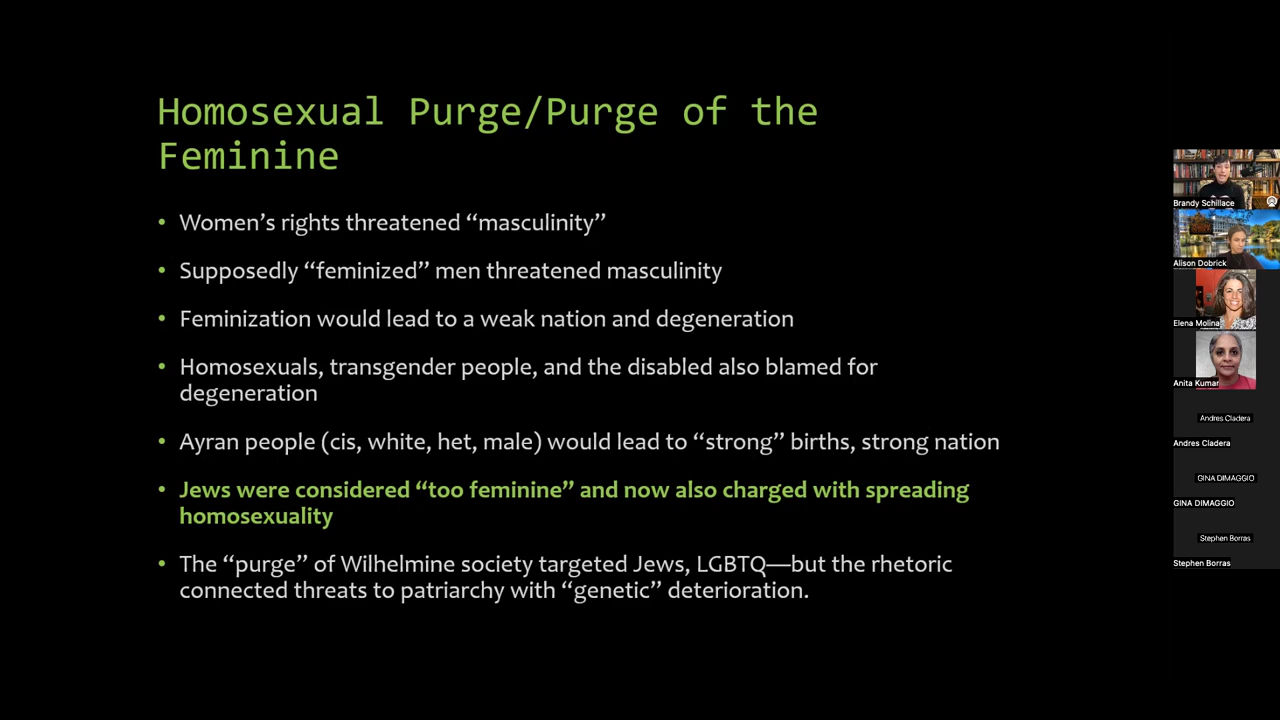 Homosexual Purge/Purge of the
Feminine
• Women’s rights threatened “masculinity”
• Supposedly “feminized” men threatened masculinity
• Feminization would lead to a weak nation and degeneration
• Homosexuals, transgender people, and the disabled also blamed for
degeneration
• Ayran people (cis, white, het, male) would lead to “strong” births, strong nation
• Jews were considered “too feminine” and now also charged with spreading
homosexuality
• The “purge” of Wilhelmine society targeted Jews, LGBTQ—but the rhetoric
connected threats to patriarchy with “genetic” deterioration.
Brandy Schillace
Alison Dobrick
Elena Molina
Anita Kumar
Andres Cladera
Andres Cladera
GINA DIMAGGIO
GINA DIMAGGIO
Stephen Borras
Stephen Borras